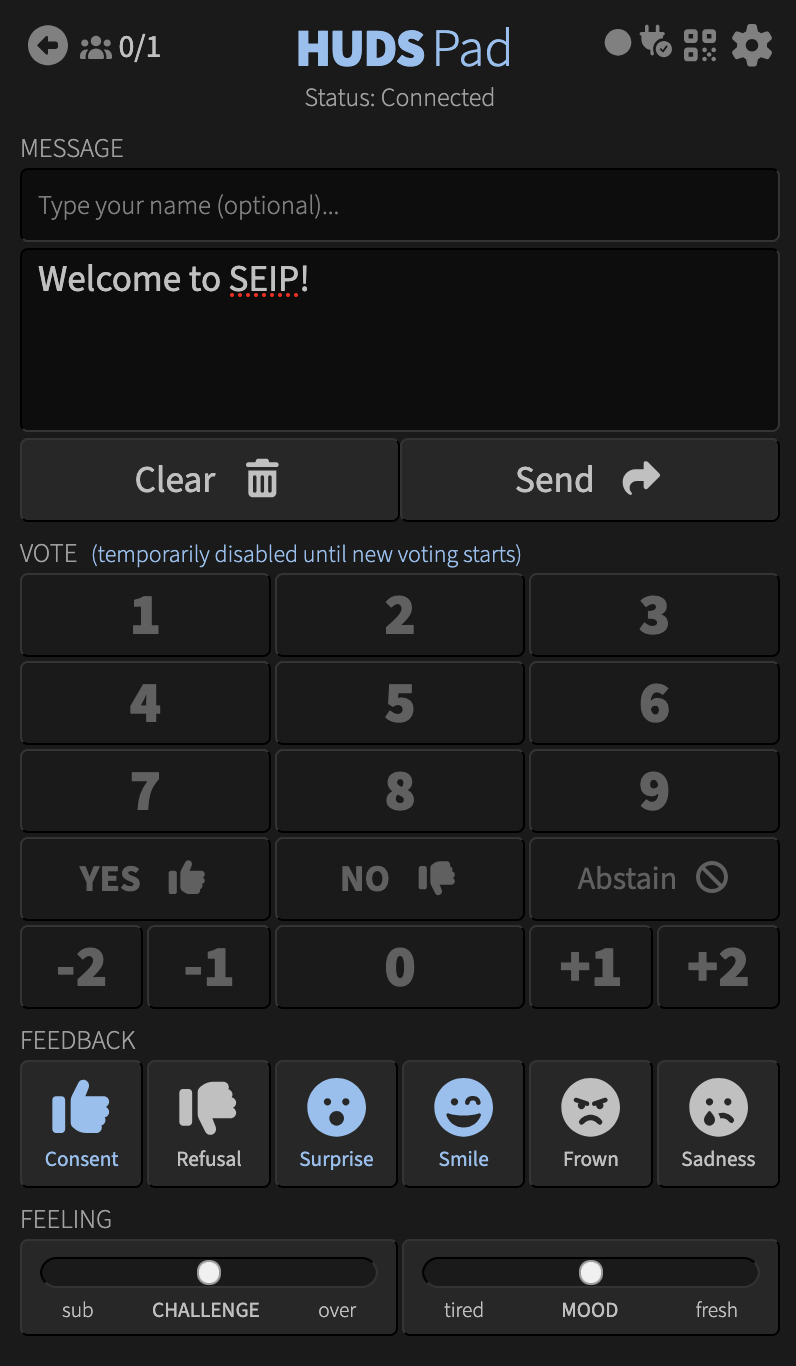 0/1 HUDS Pad
Status: Connected
MESSAGE
Type your name (optional)...
Welcome to SEIP!
Clear Send
VOTE (temporarily disabled until new voting starts)
1 2 3
4 5 6
7 8 9
YES NO Abstain
-2 -1 0 +1 +2
FEEDBACK
Consent Refusal Surprise Smile Frown Sadness
FEELING
sub CHALLENGE over tired MOOD fresh